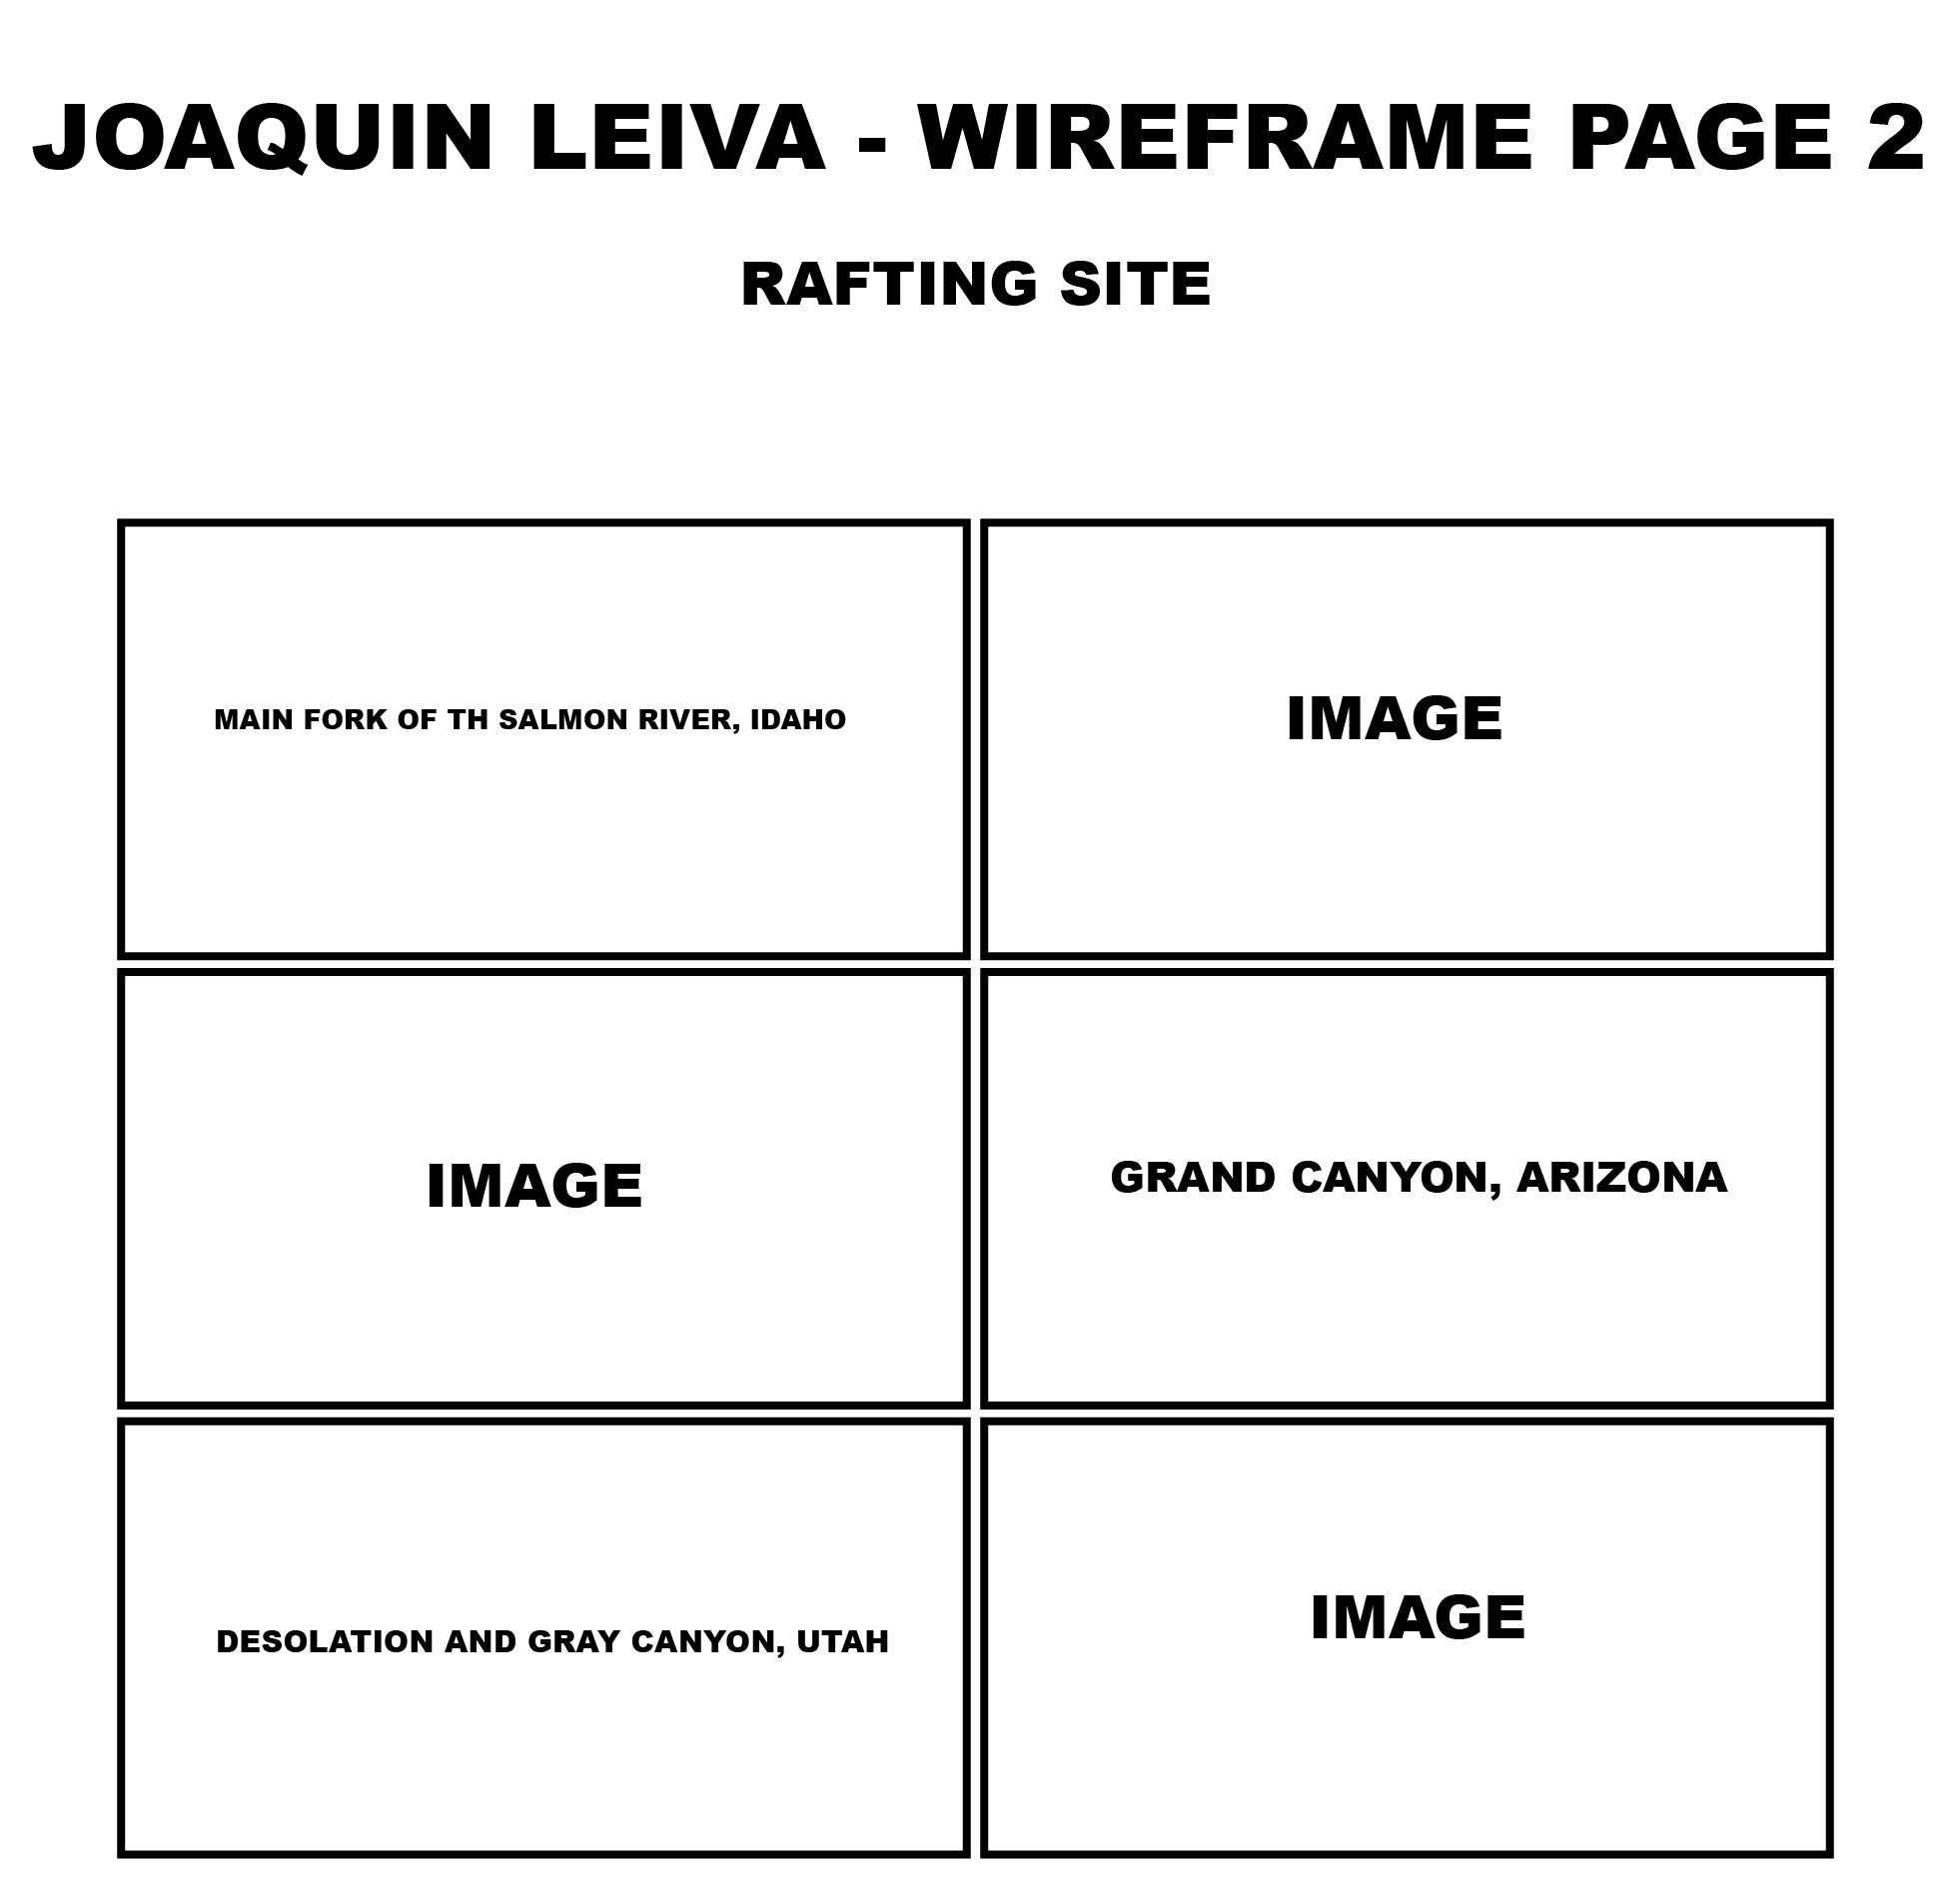 JOAQUIN LEIVA - WIREFRAME PAGE 2
RAFTING SITE
MAIN FORK OF TH SALMON RIVER, IDAHO
IMAGE
IMAGE
GRAND CANYON, ARIZONA
DESOLATION AND GRAY CANYON, UTAH
IMAGE